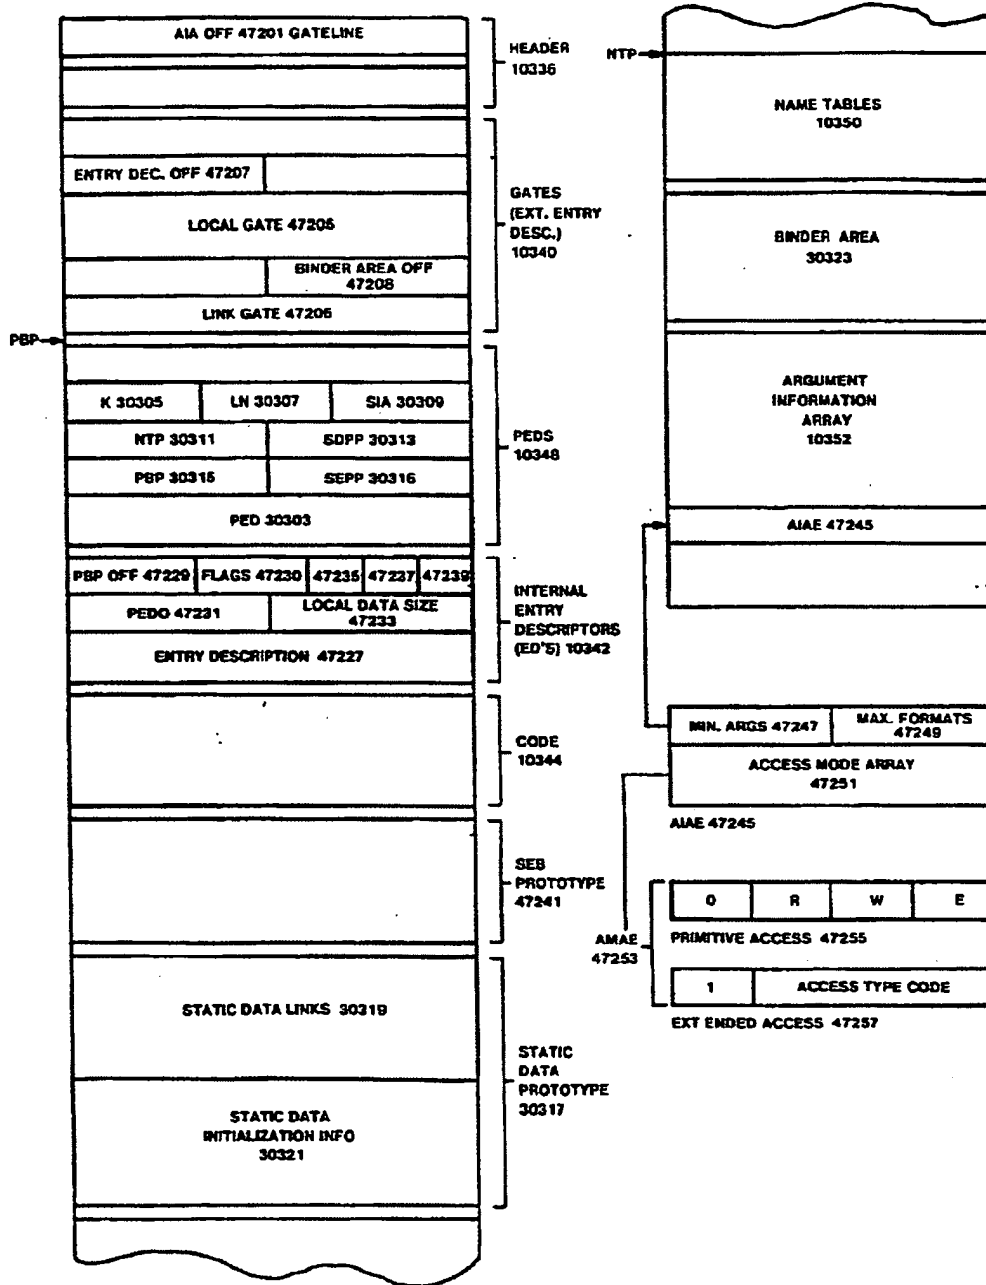 AIA OFF 47201 GATELINE
HEADER
10336
ENTRY DEC. OFF 47207
LOCAL GATE 47205
BINDER AREA OFF
47208
LINK GATE 47206
GATES
(EXT. ENTRY
DESC.)
10340
PBP
K 30305
LN 30307
SIA 30309
NTP 30311
SDPP 30313
PBP 30315
SEPP 30316
PED 30303
PEDS
10348
PBP OFF 47229
FLAGS 47230
47235
47237
47239
PEDO 47231
LOCAL DATA SIZE
47233
ENTRY DESCRIPTION 47227
INTERNAL
ENTRY
DESCRIPTORS
(ED'S) 10342
CODE
10344
SEB
PROTOTYPE
47241
STATIC DATA LINKS 30319
STATIC DATA
INITIALIZATION INFO
30321
STATIC
DATA
PROTOTYPE
30317
NTP
NAME TABLES
10350
BINDER AREA
30323
ARGUMENT
INFORMATION
ARRAY
10352
AIAE 47245
MIN. ARGS 47247
MAX. FORMATS
47249
ACCESS MODE ARRAY
47251
AIAE 47245
AMAE
47253
0
R
W
E
PRIMITIVE ACCESS 47255
1
ACCESS TYPE CODE
EXT ENDED ACCESS 47257